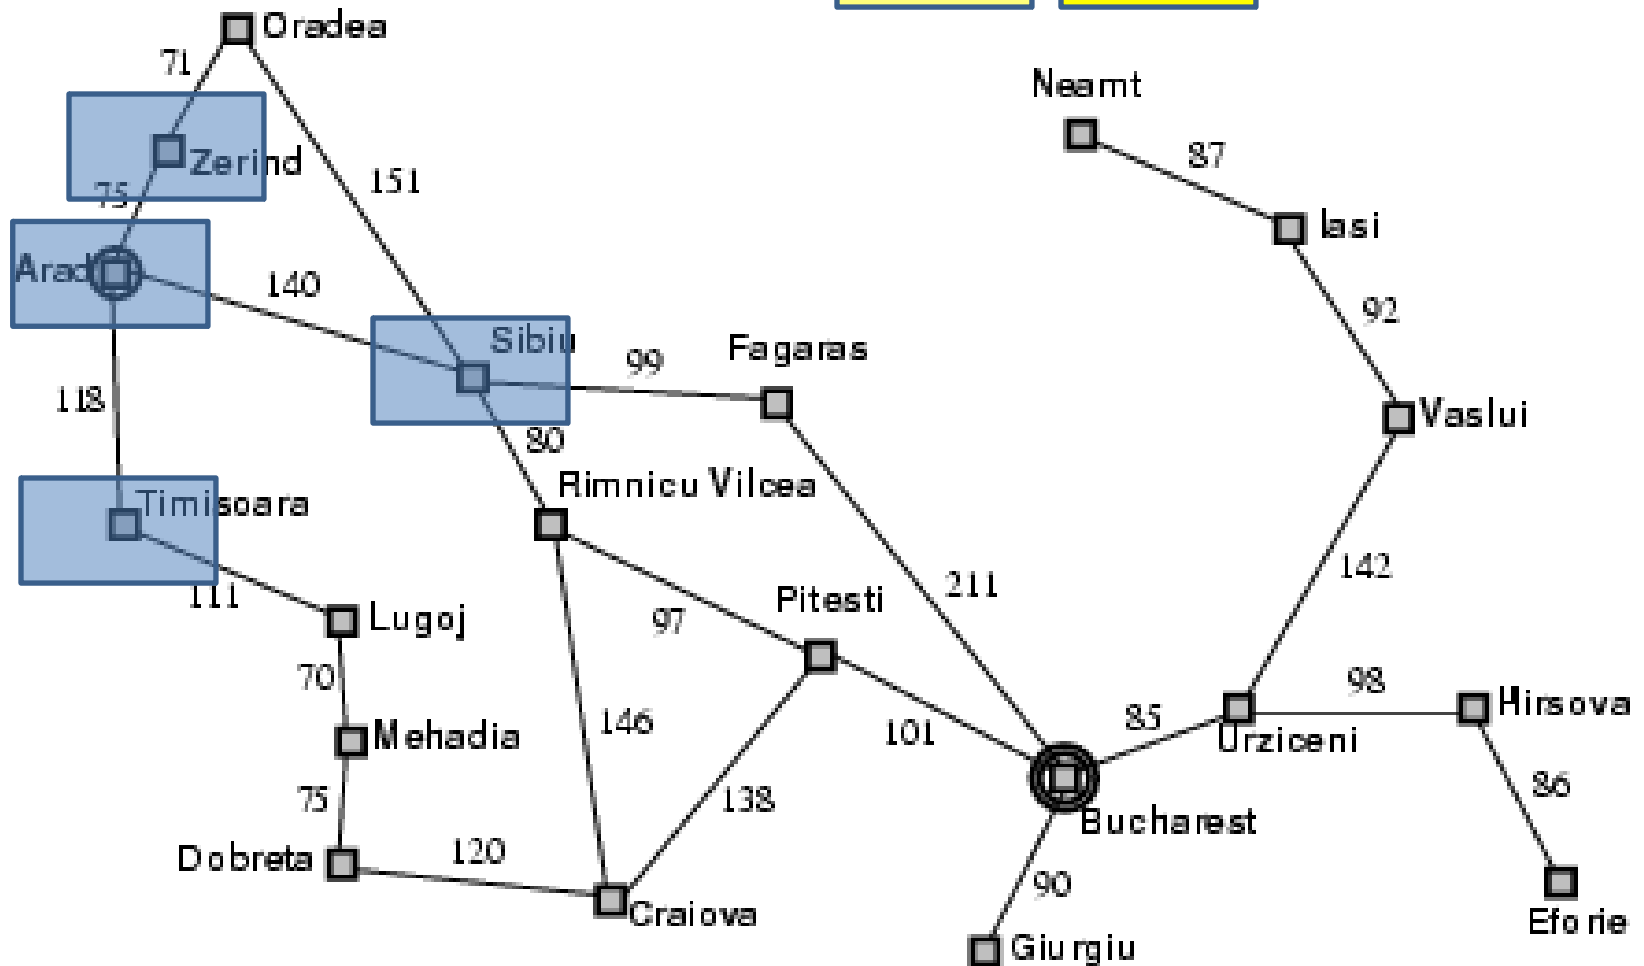 Oradea
71
Neamt
87
Zerind
151
75
Iasi
Arad
140
92
Sibiu
Fagaras
99
118
Vaslui
80
Rimnicu Vilcea
Timisoara
142
211
111
Pitesti
97
Lugoj
70
98
Hirsova
146
85
101
Mehadia
Urziceni
86
75
138
Bucharest
Dobreta
120
90
Craiova
Eforie
Giurgiu